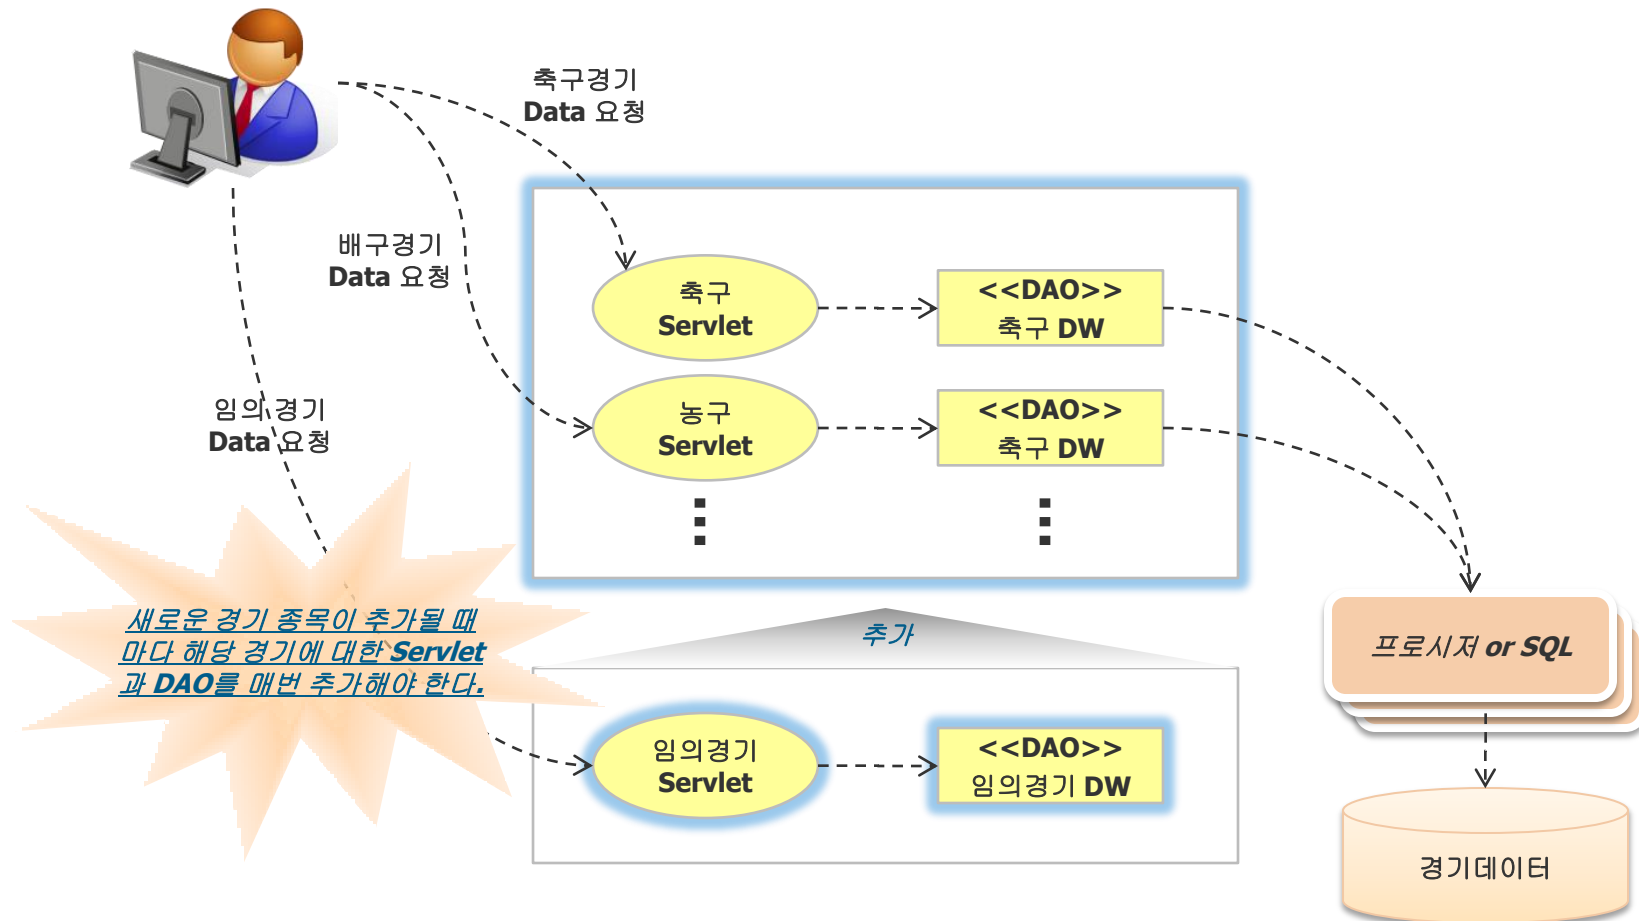 축구경기
Data 요청
배구경기
Data 요청
임의 경기
Data 요청
축구
Servlet
<<DAO>>
축구 DW
농구
Servlet
<<DAO>>
축구 DW
새로운 경기 종목이 추가될 때
마다 해당 경기에 대한 Servlet
과 DAO를 매번 추가해야 한다.
추가
임의경기
Servlet
<<DAO>>
임의경기 DW
프로시저 or SQL
경기데이터